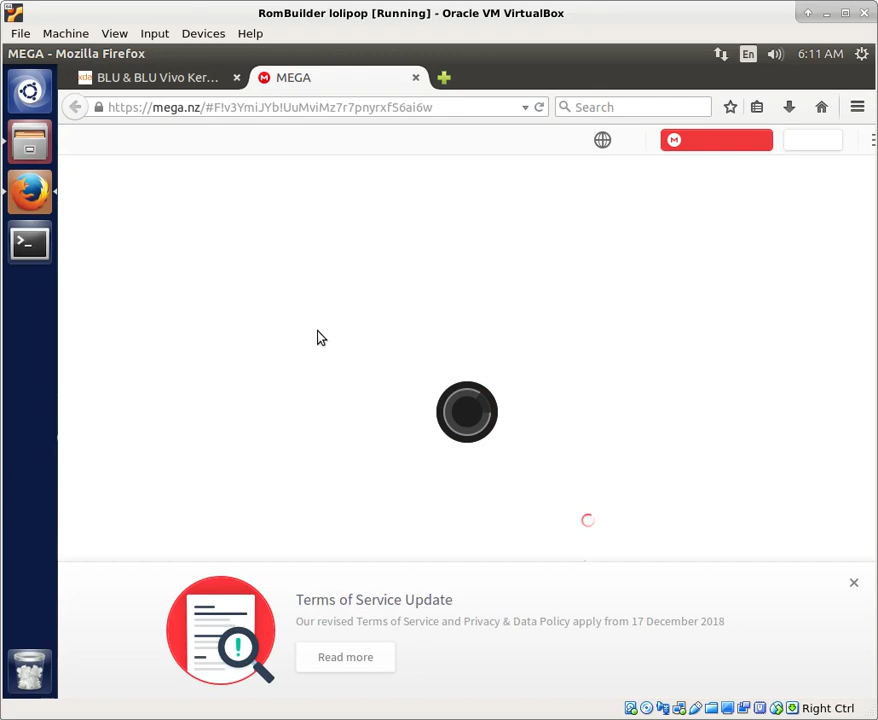 RomBuilder lolipop [Running] - Oracle VM VirtualBox
File Machine View Input Devices Help
MEGA - Mozilla Firefox
En
6:11 AM
xda
BLU & BLU Vivo Ker...
M
MEGA
https://mega.nz/#F!v3YmiJYb!UuMviMz7r7pnyrxfS6ai6w
Search
M
Terms of Service Update
Our revised Terms of Service and Privacy & Data Policy apply from 17 December 2018
Read more
Right Ctrl